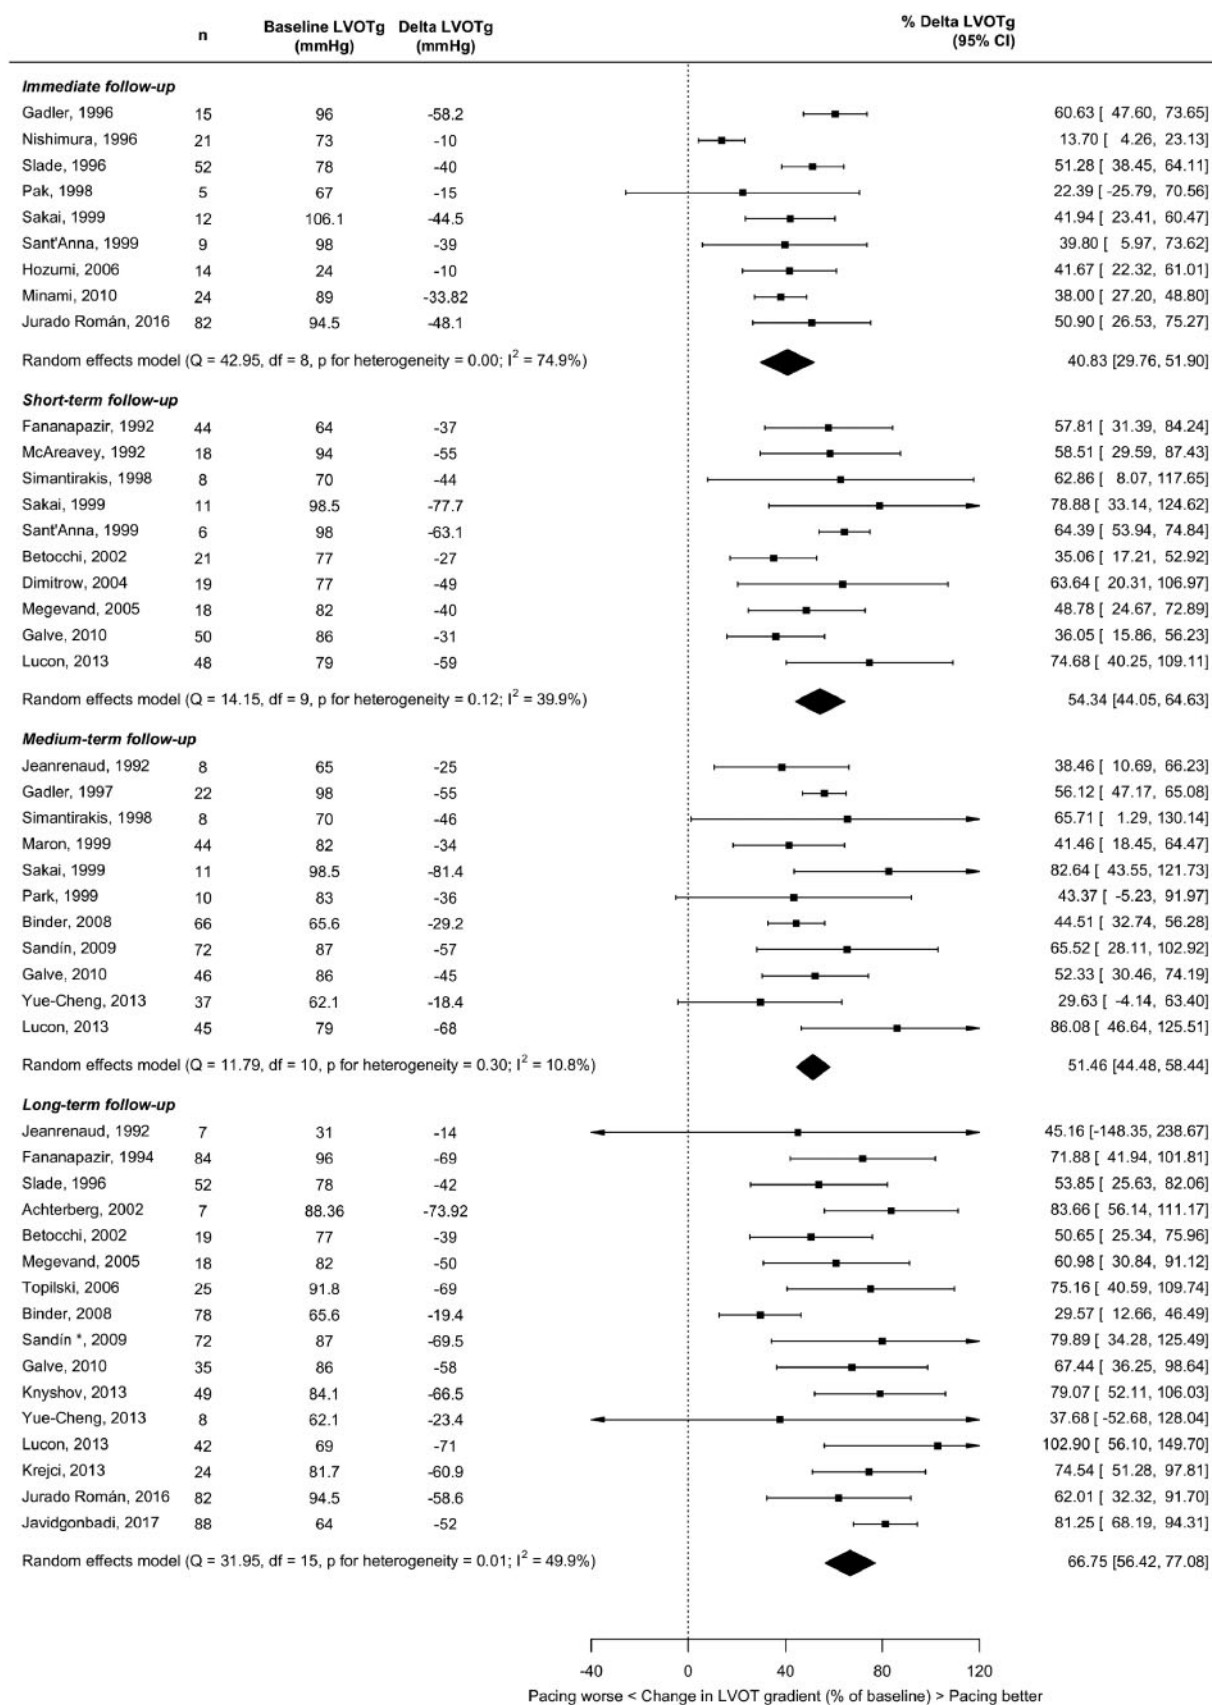 n Baseline LVOTg (mmHg) Delta LVOTg (mmHg) % Delta LVOTg (95% CI)
Immediate follow-up
Gadler, 1996 15 96 -58.2 60.63 [ 47.60, 73.65]
Nishimura, 1996 21 73 -10 13.70 [ 4.26, 23.13]
Slade, 1996 52 78 -40 51.28 [ 38.45, 64.11]
Pak, 1998 5 67 -15 22.39 [-25.79, 70.56]
Sakai, 1999 12 106.1 -44.5 41.94 [ 23.41, 60.47]
Sant'Anna, 1999 9 98 -39 39.80 [ 5.97, 73.62]
Hozumi, 2006 14 24 -10 41.67 [ 22.32, 61.01]
Minami, 2010 24 89 -33.82 38.00 [ 27.20, 48.80]
Jurado Román, 2016 82 94.5 -48.1 50.90 [ 26.53, 75.27]
Random effects model (Q = 42.95, df = 8, p for heterogeneity = 0.00; I² = 74.9%) 40.83 [29.76, 51.90]
Short-term follow-up
Fananapazir, 1992 44 64 -37 57.81 [ 31.39, 84.24]
McAreavey, 1992 18 94 -55 58.51 [ 29.59, 87.43]
Simantirakis, 1998 8 70 -44 62.86 [ 8.07, 117.65]
Sakai, 1999 11 98.5 -77.7 78.88 [ 33.14, 124.62]
Sant'Anna, 1999 6 98 -63.1 64.39 [ 53.94, 74.84]
Betocchi, 2002 21 77 -27 35.06 [ 17.21, 52.92]
Dimitrow, 2004 19 77 -49 63.64 [ 20.31, 106.97]
Megevand, 2005 18 82 -40 48.78 [ 24.67, 72.89]
Galve, 2010 50 86 -31 36.05 [ 15.86, 56.23]
Lucon, 2013 48 79 -59 74.68 [ 40.25, 109.11]
Random effects model (Q = 14.15, df = 9, p for heterogeneity = 0.12; I² = 39.9%) 54.34 [44.05, 64.63]
Medium-term follow-up
Jeanrenaud, 1992 8 65 -25 38.46 [ 10.69, 66.23]
Gadler, 1997 22 98 -55 56.12 [ 47.17, 65.08]
Simantirakis, 1998 8 70 -46 65.71 [ 1.29, 130.14]
Maron, 1999 44 82 -34 41.46 [ 18.45, 64.47]
Sakai, 1999 11 98.5 -81.4 82.64 [ 43.55, 121.73]
Park, 1999 10 83 -36 43.37 [ -5.23, 91.97]
Binder, 2008 66 65.6 -29.2 44.51 [ 32.74, 56.28]
Sandín, 2009 72 87 -57 65.52 [ 28.11, 102.92]
Galve, 2010 46 86 -45 52.33 [ 30.46, 74.19]
Yue-Cheng, 2013 37 62.1 -18.4 29.63 [ -4.14, 63.40]
Lucon, 2013 45 79 -68 86.08 [ 46.64, 125.51]
Random effects model (Q = 11.79, df = 10, p for heterogeneity = 0.30; I² = 10.8%) 51.46 [44.48, 58.44]
Long-term follow-up
Jeanrenaud, 1992 7 31 -14 45.16 [-148.35, 238.67]
Fananapazir, 1994 84 96 -69 71.88 [ 41.94, 101.81]
Slade, 1996 52 78 -42 53.85 [ 25.63, 82.06]
Achterberg, 2002 7 88.36 -73.92 83.66 [ 56.14, 111.17]
Betocchi, 2002 19 77 -39 50.65 [ 25.34, 75.96]
Megevand, 2005 18 82 -50 60.98 [ 30.84, 91.12]
Topilski, 2006 25 91.8 -69 75.16 [ 40.59, 109.74]
Binder, 2008 78 65.6 -19.4 29.57 [ 12.66, 46.49]
Sandín *, 2009 72 87 -69.5 79.89 [ 34.28, 125.49]
Galve, 2010 35 86 -58 67.44 [ 36.25, 98.64]
Knyshov, 2013 49 84.1 -66.5 79.07 [ 52.11, 106.03]
Yue-Cheng, 2013 8 62.1 -23.4 37.68 [ -52.68, 128.04]
Lucon, 2013 42 69 -71 102.90 [ 56.10, 149.70]
Krejci, 2013 24 81.7 -60.9 74.54 [ 51.28, 97.81]
Jurado Román, 2016 82 94.5 -58.6 62.01 [ 32.32, 91.70]
Javidgonbadi, 2017 88 64 -52 81.25 [ 68.19, 94.31]
Random effects model (Q = 31.95, df = 15, p for heterogeneity = 0.01; I² = 49.9%) 66.75 [56.42, 77.08]
-40 0 40 80 120
Pacing worse < Change in LVOT gradient (% of baseline) > Pacing better